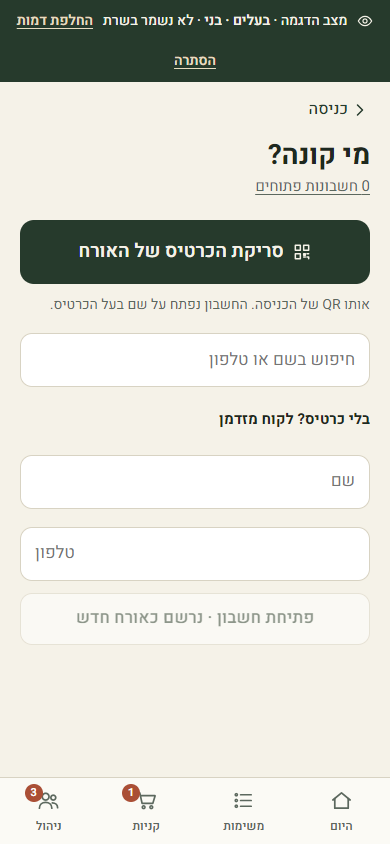 מצב הדגמה · בעלים · בני · לא נשמר בשרת החלפת דמות
הסתרה
כניסה
מי קונה?
0 חשבונות פתוחים
סריקת הכרטיס של האורח
אותו QR של הכניסה. החשבון נפתח על שם בעל הכרטיס.
חיפוש בשם או טלפון
בלי כרטיס? לקוח מזדמן
שם
טלפון
פתיחת חשבון · נרשם כאורח חדש
1 3
היום משימות קניות ניהול